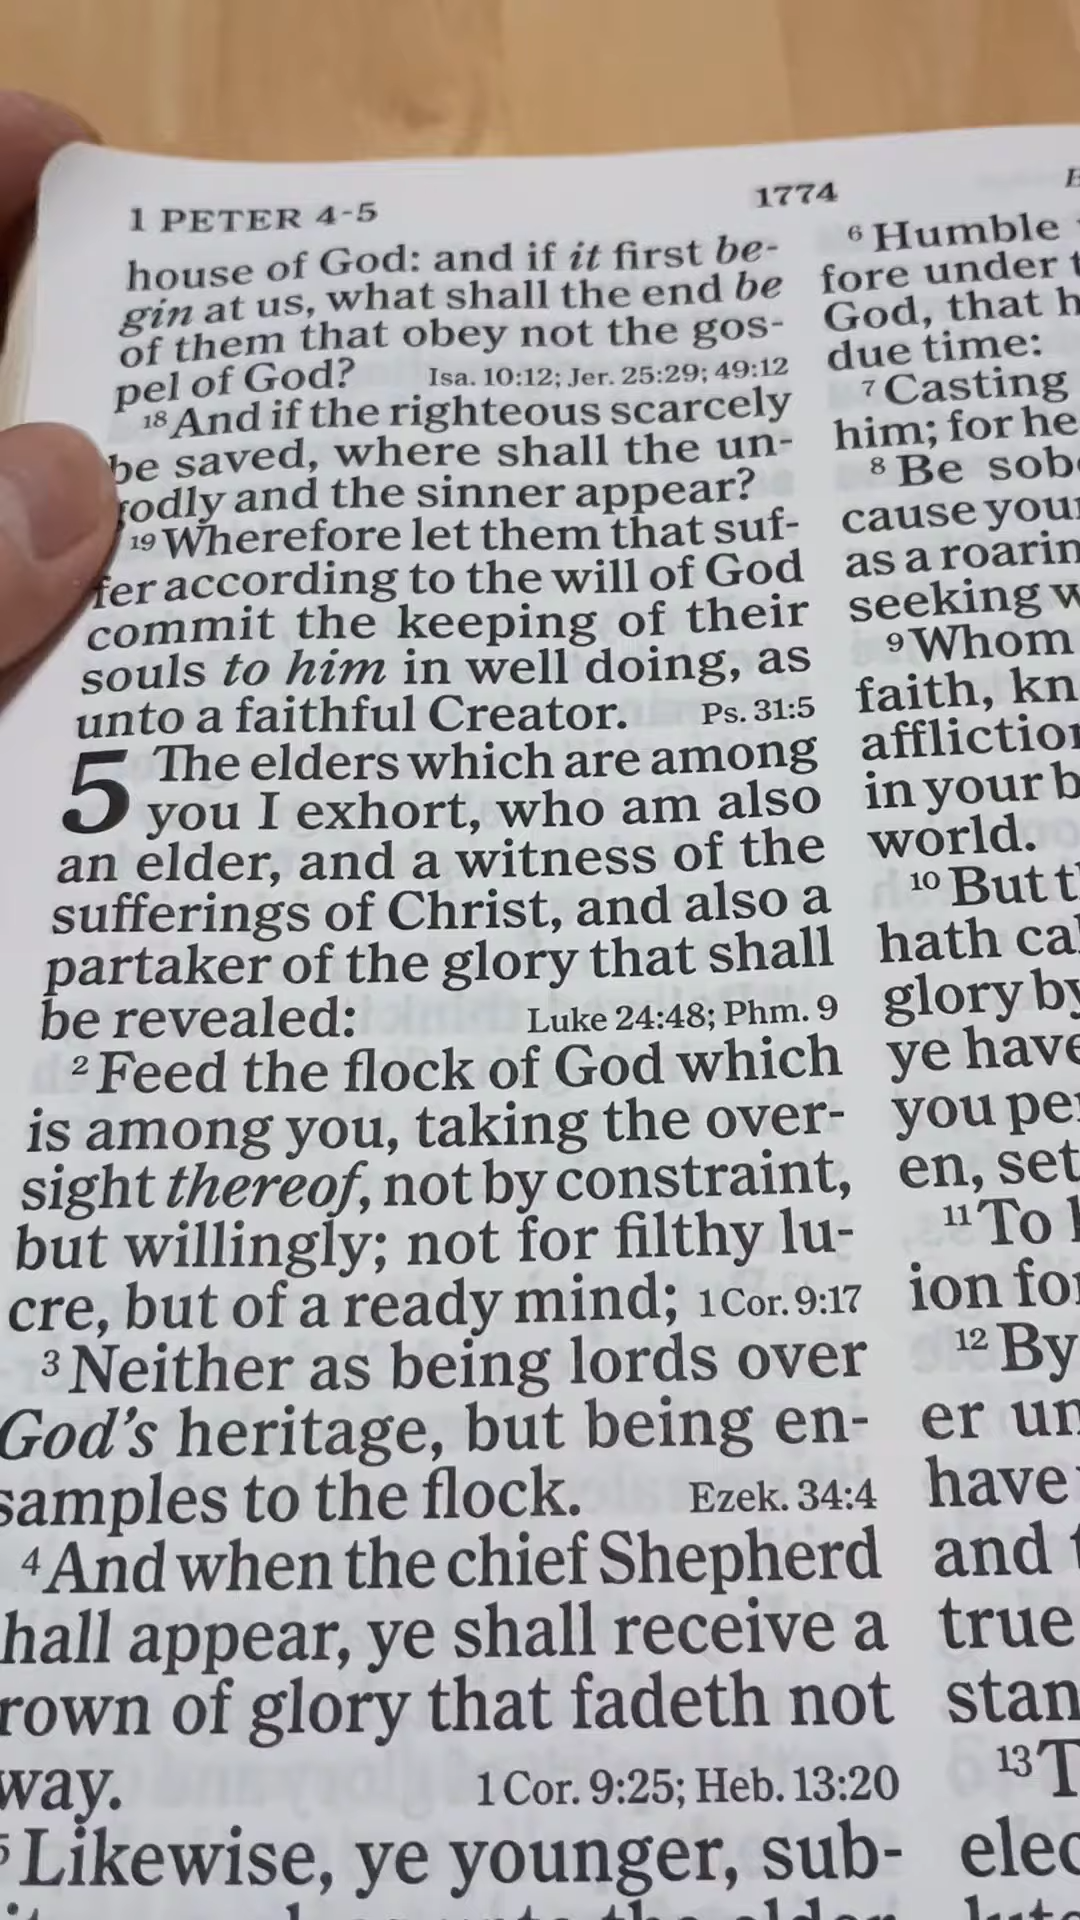 1 PETER 4-5
1774
house of God: and if it first be-
gin at us, what shall the end be
of them that obey not the gos-
pel of God? Isa. 10:12; Jer. 25:29; 49:12
18 And if the righteous scarcely
be saved, where shall the un-
godly and the sinner appear?
19 Wherefore let them that suf-
fer according to the will of God
commit the keeping of their
souls to him in well doing, as
unto a faithful Creator. Ps. 31:5
5 The elders which are among
you I exhort, who am also
an elder, and a witness of the
sufferings of Christ, and also a
partaker of the glory that shall
be revealed: Luke 24:48; Phm. 9
2 Feed the flock of God which
is among you, taking the over-
sight thereof, not by constraint,
but willingly; not for filthy lu-
cre, but of a ready mind; 1 Cor. 9:17
3 Neither as being lords over
God's heritage, but being en-
samples to the flock. Ezek. 34:4
4 And when the chief Shepherd
hall appear, ye shall receive a
rown of glory that fadeth not
way. 1 Cor. 9:25; Heb. 13:20
5 Likewise, ye younger, sub-
6 Humble
fore under t
God, that h
due time:
7 Casting
him; for he
8 Be sob
cause your
as a roarin
seeking w
9 Whom
faith, kn
affliction
in your b
world.
10 But th
hath cal
glory by
ye have
you per
en, set
11 To
ion for
12 By
er un
have
and t
true
stan
13 T
elec